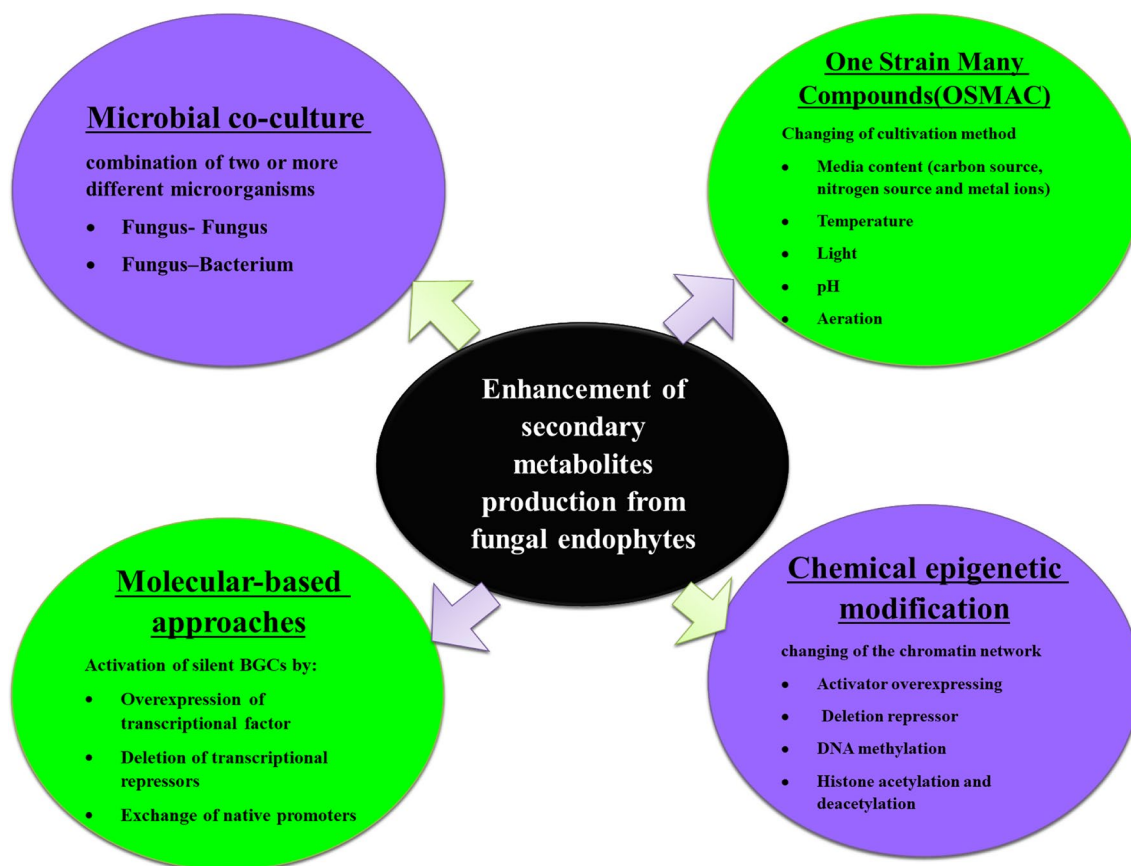 Microbial co-culture
combination of two or more
different microorganisms
• Fungus- Fungus
• Fungus–Bacterium
One Strain Many
Compounds(OSMAC)
Changing of cultivation method
• Media content (carbon source,
nitrogen source and metal ions)
• Temperature
• Light
• pH
• Aeration
Enhancement of
secondary
metabolites
production from
fungal endophytes
Molecular-based
approaches
Activation of silent BGCs by:
• Overexpression of
transcriptional factor
• Deletion of transcriptional
repressors
• Exchange of native promoters
Chemical epigenetic
modification
changing of the chromatin network
• Activator overexpressing
• Deletion repressor
• DNA methylation
• Histone acetylation and
deacetylation